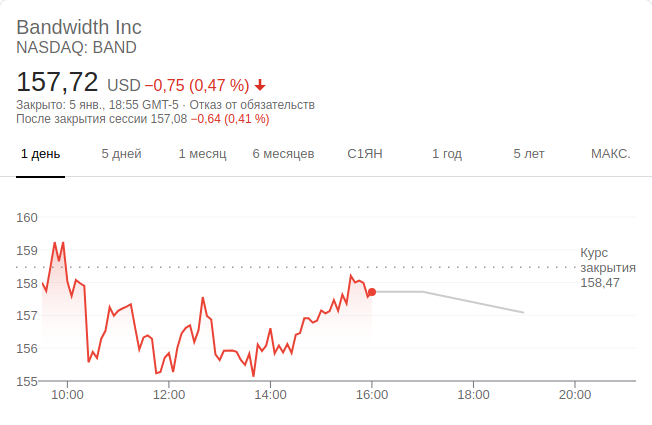 Bandwidth Inc
NASDAQ: BAND
157,72 USD −0,75 (0,47 %)
Закрыто: 5 янв., 18:55 GMT-5 · Отказ от обязательств
После закрытия сессии 157,08 −0,64 (0,41 %)
1 день 5 дней 1 месяц 6 месяцев С1ЯН 1 год 5 лет МАКС.
160
159
158
157
156
155
Курс
закрытия
158,47
10:00 12:00 14:00 16:00 18:00 20:00